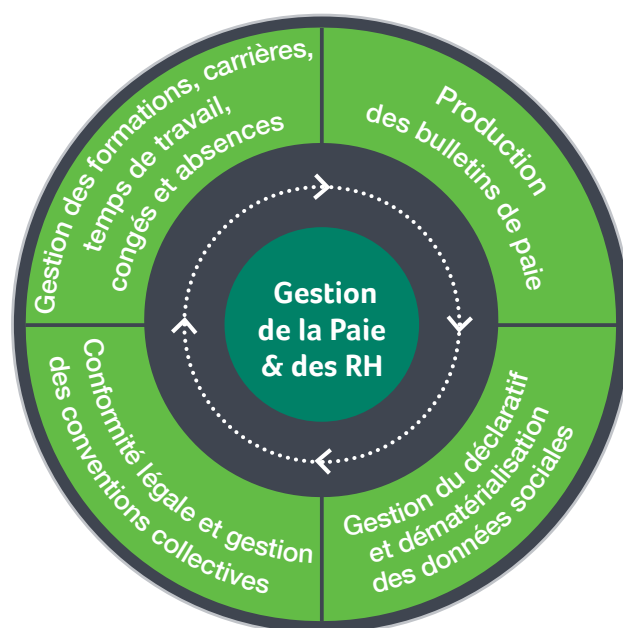 Gestion des formations, carrières,
temps de travail,
congés et absences
Production
des bulletins de paie
Gestion
de la Paie
& des RH
Conformité légale et gestion
des conventions collectives
Gestion du déclaratif
et dématérialisation
des données sociales